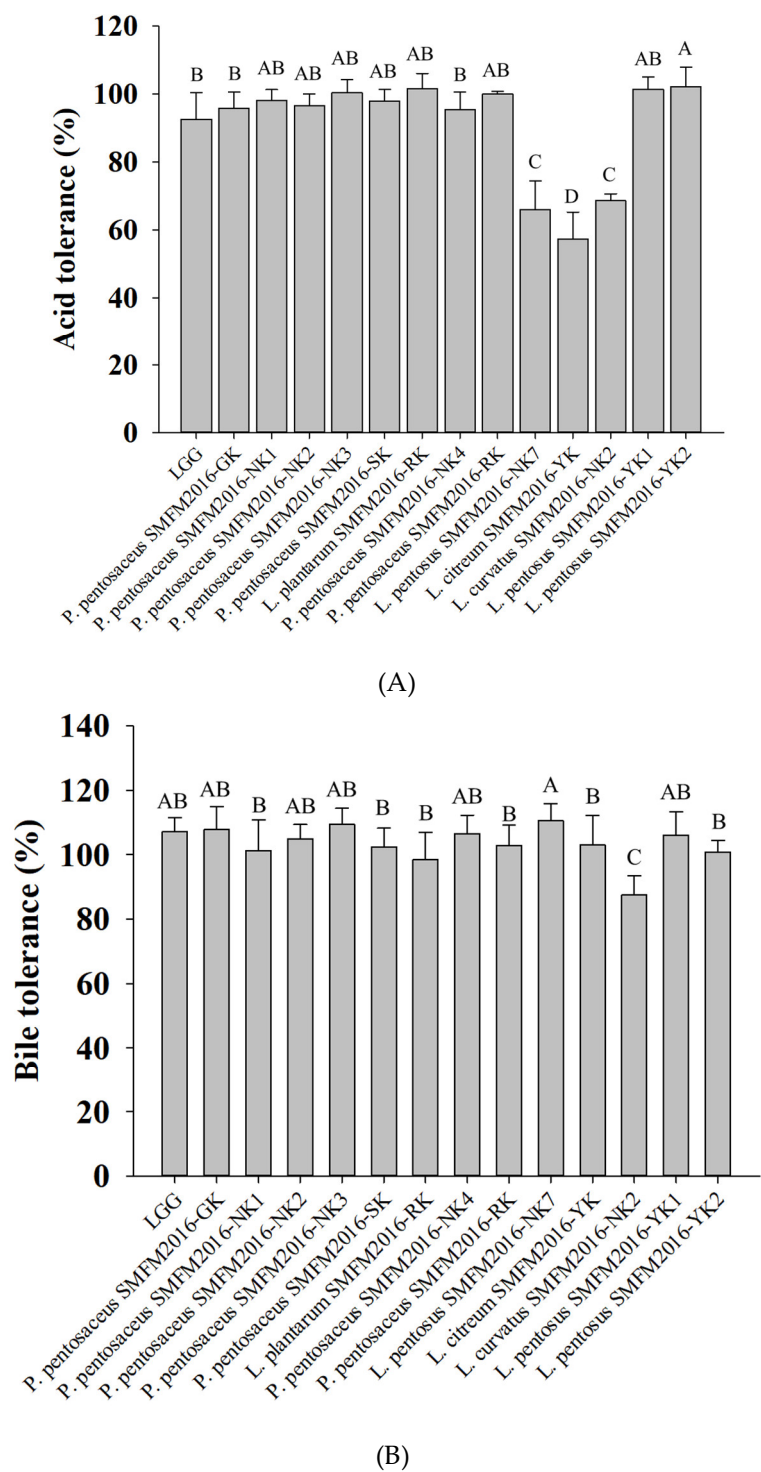 120
100
80
60
40
20
0
Acid tolerance (%)
B
B
AB
AB
AB
AB
AB
B
AB
C
D
C
AB
A
LGG
P. pentosaceus SMFM2016-GK
P. pentosaceus SMFM2016-NK1
P. pentosaceus SMFM2016-NK2
P. pentosaceus SMFM2016-NK3
P. pentosaceus SMFM2016-SK
L. plantarum SMFM2016-RK
P. pentosaceus SMFM2016-NK4
P. pentosaceus SMFM2016-RK
L. pentosus SMFM2016-NK7
L. citreum SMFM2016-YK
L. curvatus SMFM2016-NK2
L. pentosus SMFM2016-YK1
L. pentosus SMFM2016-YK2
(A)
140
120
100
80
60
40
20
0
Bile tolerance (%)
AB
AB
B
AB
AB
B
B
AB
B
A
B
C
AB
B
LGG
P. pentosaceus SMFM2016-GK
P. pentosaceus SMFM2016-NK1
P. pentosaceus SMFM2016-NK2
P. pentosaceus SMFM2016-NK3
P. pentosaceus SMFM2016-SK
L. plantarum SMFM2016-RK
P. pentosaceus SMFM2016-NK4
P. pentosaceus SMFM2016-RK
L. pentosus SMFM2016-NK7
L. citreum SMFM2016-YK
L. curvatus SMFM2016-NK2
L. pentosus SMFM2016-YK1
L. pentosus SMFM2016-YK2
(B)